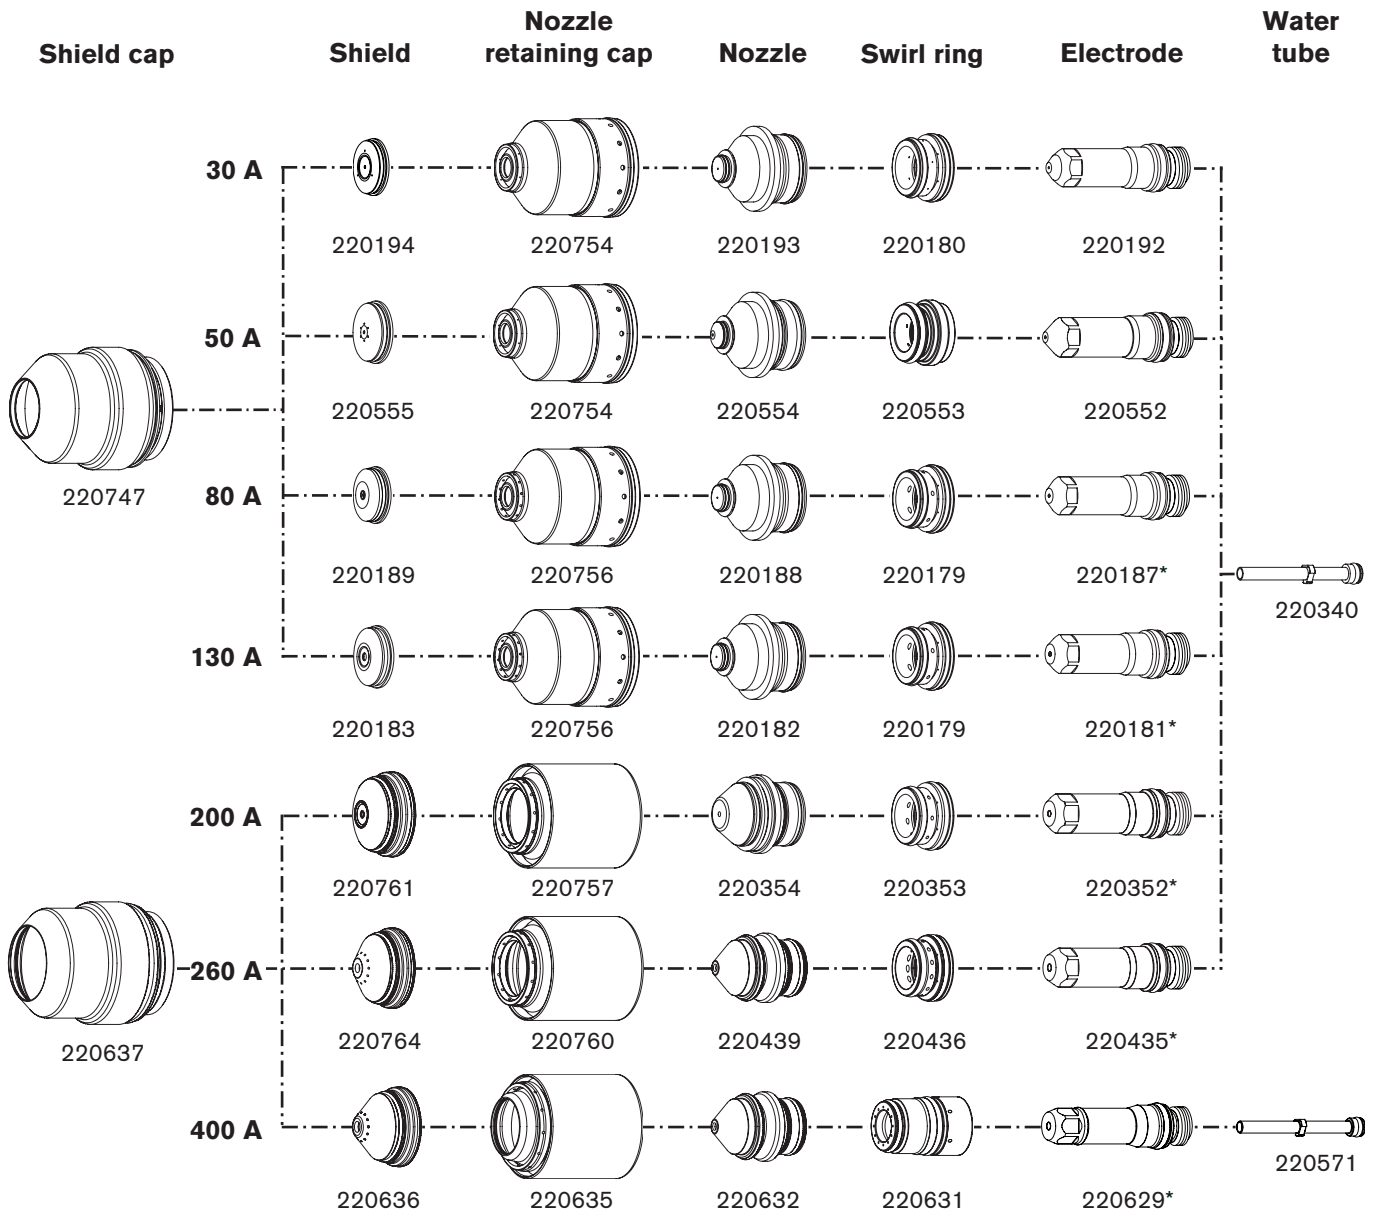 Shield cap
Shield
Nozzle
retaining cap
Nozzle
Swirl ring
Electrode
Water
tube
30 A
220194
220754
220193
220180
220192
50 A
220555
220754
220554
220553
220552
220747
80 A
220189
220756
220188
220179
220187*
220340
130 A
220183
220756
220182
220179
220181*
200 A
220761
220757
220354
220353
220352*
260 A
220764
220760
220439
220436
220435*
220637
400 A
220636
220635
220632
220631
220629*
220571